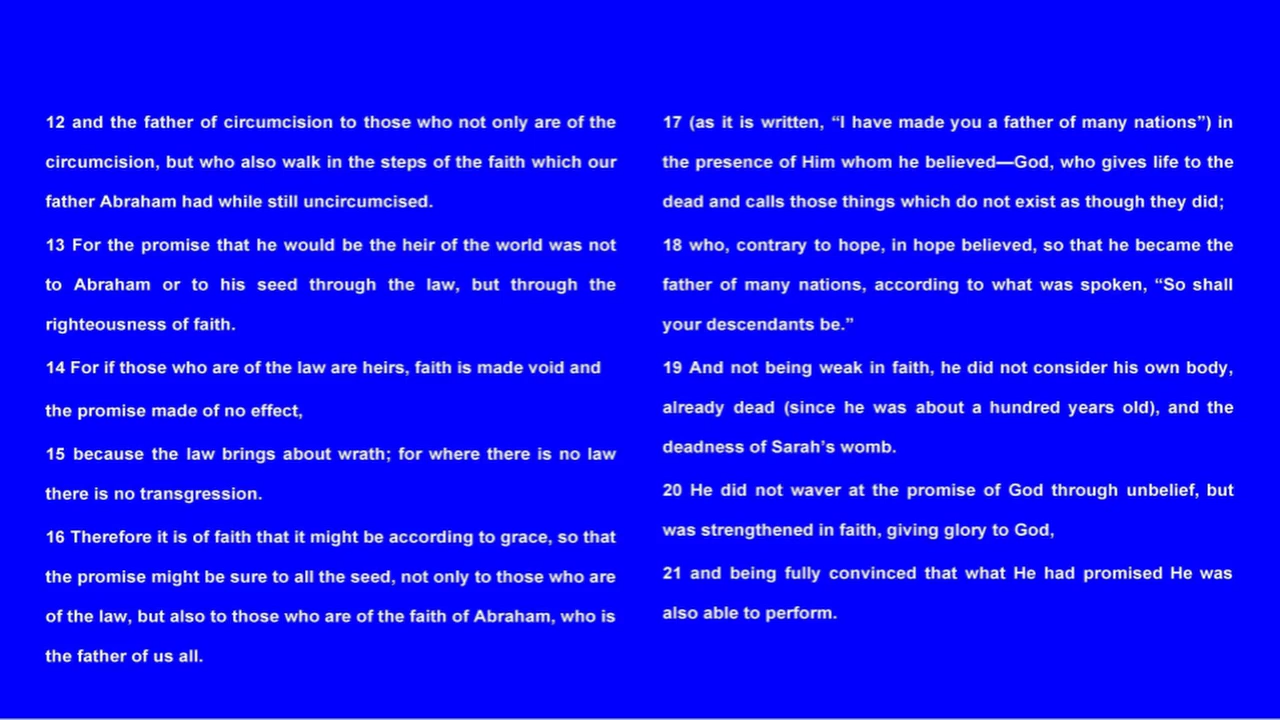 12 and the father of circumcision to those who not only are of the
circumcision, but who also walk in the steps of the faith which our
father Abraham had while still uncircumcised.
13 For the promise that he would be the heir of the world was not
to Abraham or to his seed through the law, but through the
righteousness of faith.
14 For if those who are of the law are heirs, faith is made void and
the promise made of no effect,
15 because the law brings about wrath; for where there is no law
there is no transgression.
16 Therefore it is of faith that it might be according to grace, so that
the promise might be sure to all the seed, not only to those who are
of the law, but also to those who are of the faith of Abraham, who is
the father of us all.
17 (as it is written, “I have made you a father of many nations”) in
the presence of Him whom he believed—God, who gives life to the
dead and calls those things which do not exist as though they did;
18 who, contrary to hope, in hope believed, so that he became the
father of many nations, according to what was spoken, “So shall
your descendants be.”
19 And not being weak in faith, he did not consider his own body,
already dead (since he was about a hundred years old), and the
deadness of Sarah’s womb.
20 He did not waver at the promise of God through unbelief, but
was strengthened in faith, giving glory to God,
21 and being fully convinced that what He had promised He was
also able to perform.